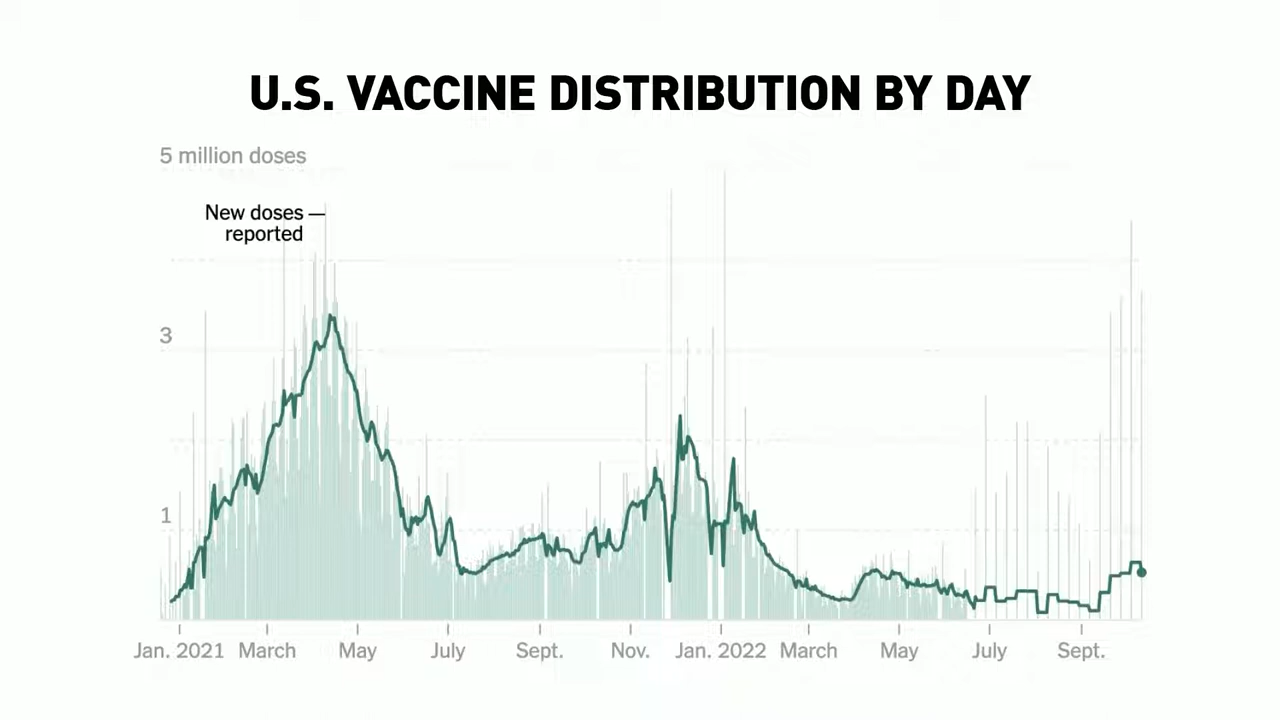 U.S. VACCINE DISTRIBUTION BY DAY
5 million doses
New doses
reported
3
1
Jan. 2021 March May July Sept. Nov. Jan. 2022 March May July Sept.